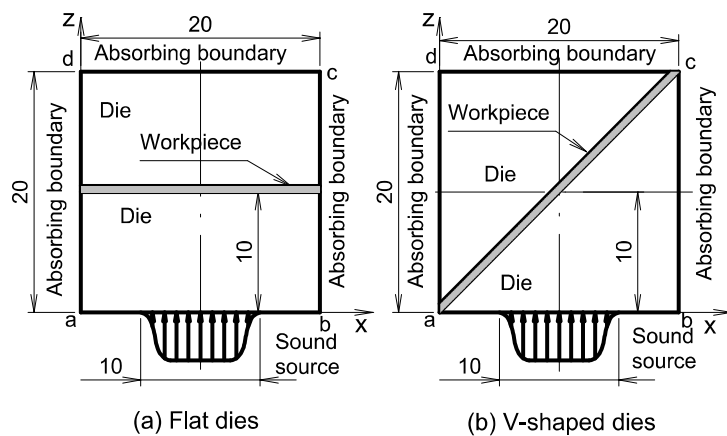 z
20
d
Absorbing boundary
c
Die
Workpiece
Absorbing boundary
20
Absorbing boundary
Die
10
a
b
x
Sound
source
10
(a) Flat dies
z
20
d
Absorbing boundary
c
Workpiece
Absorbing boundary
20
Absorbing boundary
Die
10
Die
a
b
x
Sound
source
10
(b) V-shaped dies